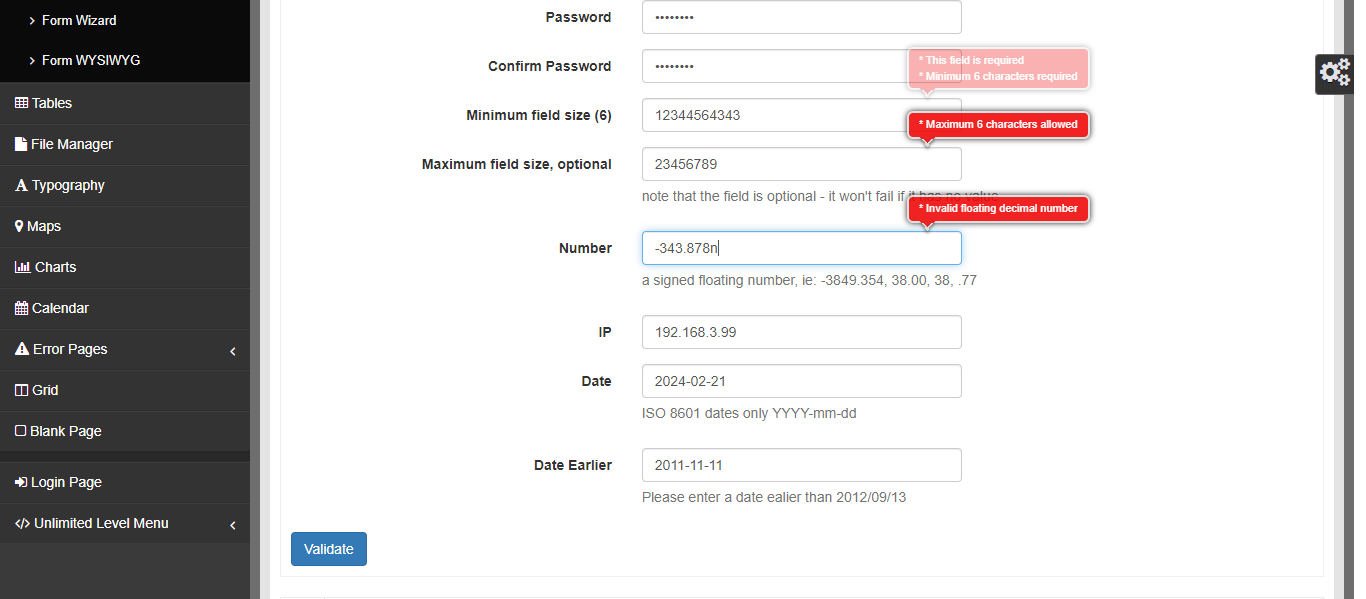 Form Wizard
Form WYSIWYG
Tables
File Manager
Typography
Maps
Charts
Calendar
Error Pages
Grid
Blank Page
Login Page
Unlimited Level Menu
Password
••••••••
Confirm Password
••••••••
* This field is required
* Minimum 6 characters required
Minimum field size (6)
12344564343
* Maximum 6 characters allowed
Maximum field size, optional
23456789
note that the field is optional - it won't fail if it has no value
* Invalid floating decimal number
Number
-343.878n
a signed floating number, ie: -3849.354, 38.00, 38, .77
IP
192.168.3.99
Date
2024-02-21
ISO 8601 dates only YYYY-mm-dd
Date Earlier
2011-11-11
Please enter a date ealier than 2012/09/13
Validate